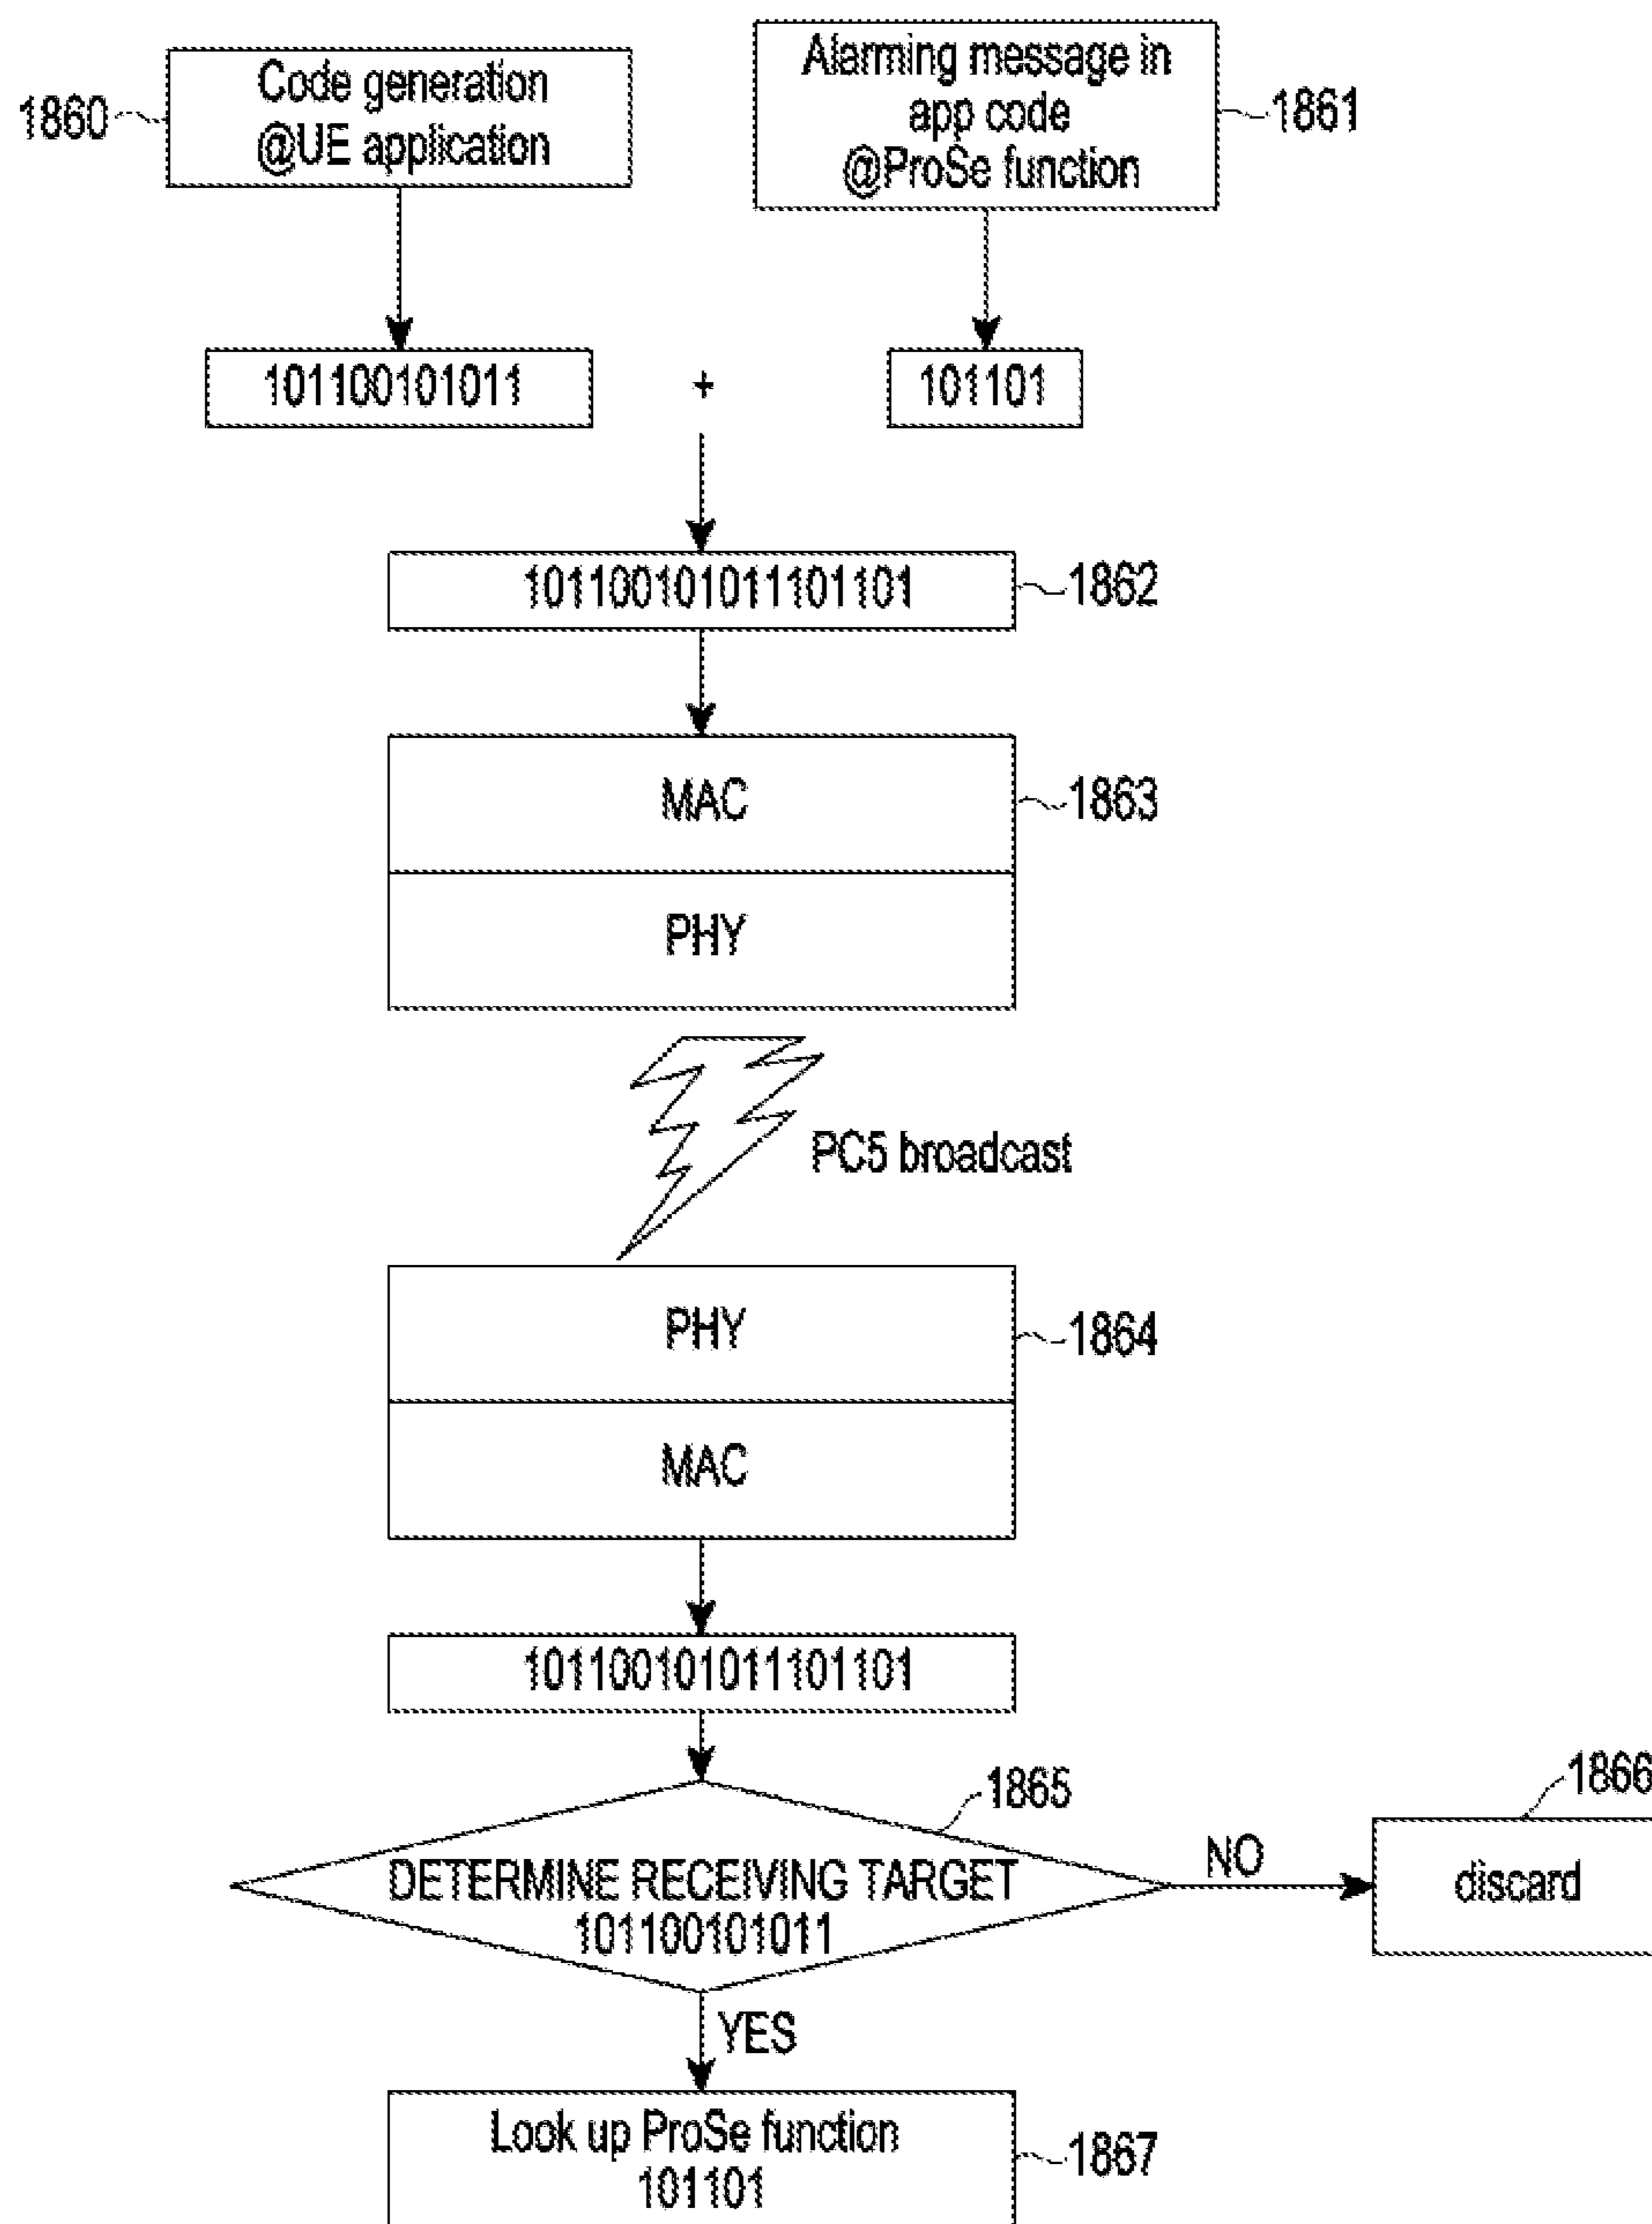 1860
Code generation
@UE application
Alarming message in
app code
@ProSe function
1861
101100101011
+
101101
101100101011101101
1862
MAC
1863
PHY
PC5 broadcast
PHY
1864
MAC
101100101011101101
1865
1866
DETERMINE RECEIVING TARGET
101100101011
NO
discard
YES
Look up ProSe function
101101
1867